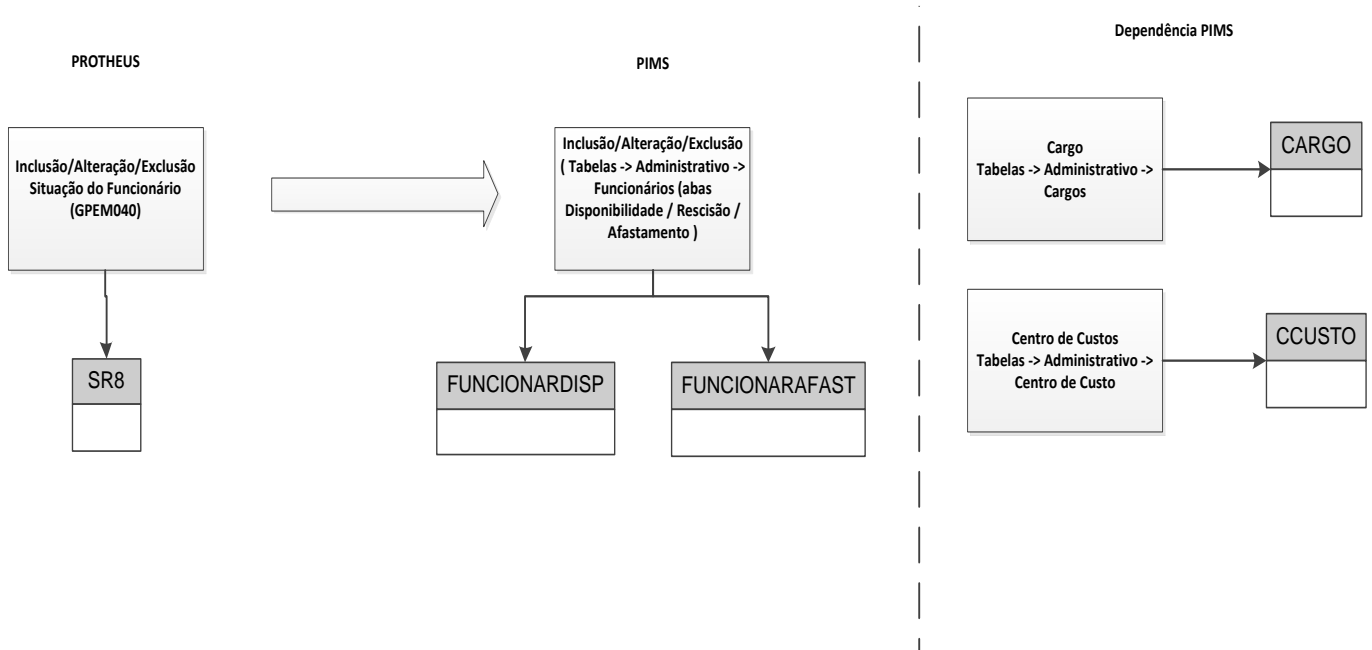 PROTHEUS
Inclusão/Alteração/Exclusão
Situação do Funcionário
(GPEM040)
SR8
PIMS
Inclusão/Alteração/Exclusão
( Tabelas -> Administrativo ->
Funcionários (abas
Disponibilidade / Rescisão /
Afastamento )
FUNCIONARDISP
FUNCIONARAFAST
Dependência PIMS
Cargo
Tabelas -> Administrativo ->
Cargos
CARGO
Centro de Custos
Tabelas -> Administrativo ->
Centro de Custo
CCUSTO